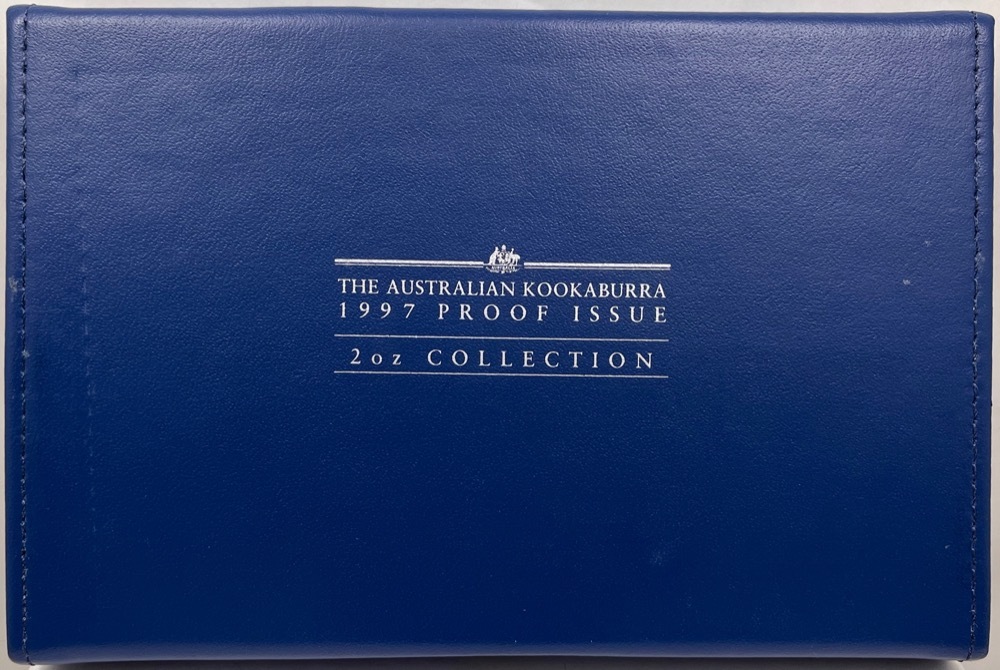 THE AUSTRALIAN KOOKABURRA
1997 PROOF ISSUE
2oz COLLECTION